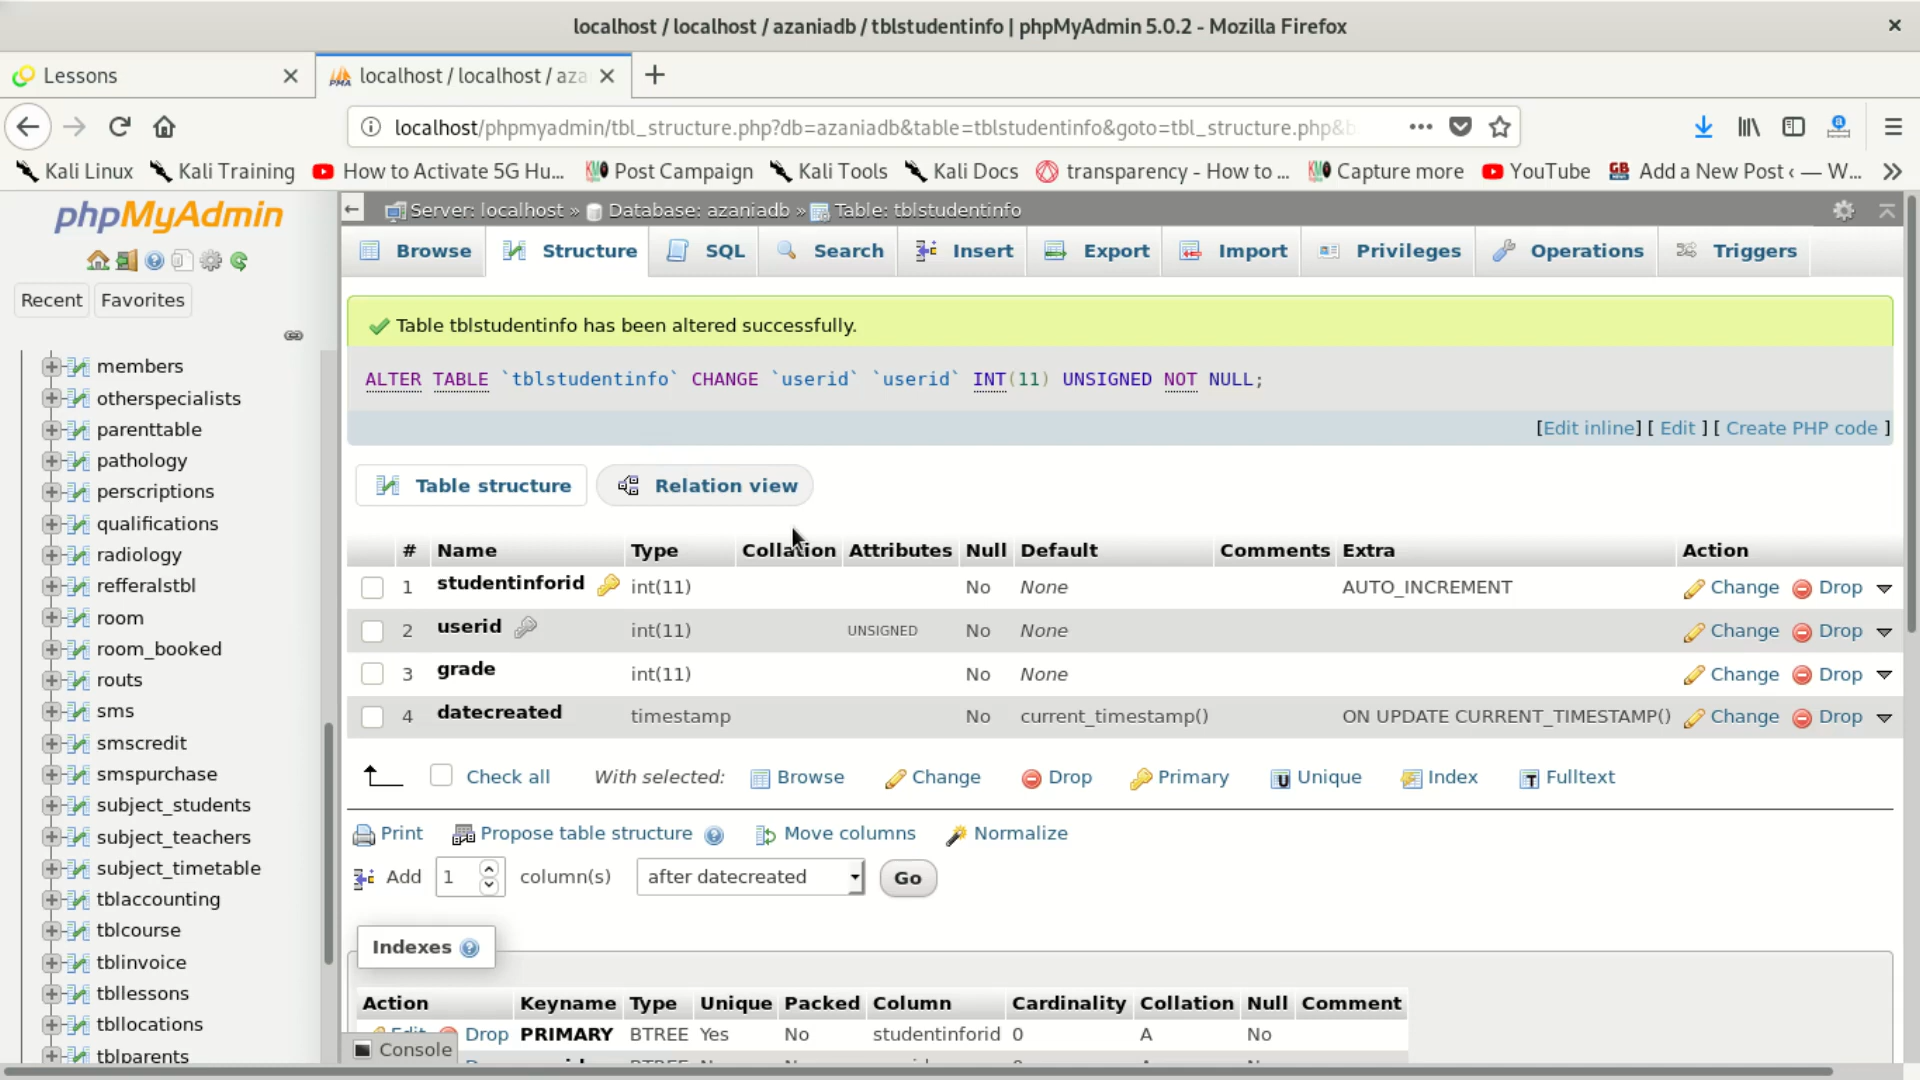 localhost / localhost / azaniadb / tblstudentinfo | phpMyAdmin 5.0.2 - Mozilla Firefox
Lessons
localhost / localhost / aza
localhost/phpmyadmin/tbl_structure.php?db=azaniadb&table=tblstudentinfo&goto=tbl_structure.php&b
Kali Linux Kali Training How to Activate 5G Hu... Post Campaign Kali Tools Kali Docs transparency - How to ... Capture more YouTube Add a New Post ‹ — W...
phpMyAdmin
Recent Favorites
members
otherspecialists
parenttable
pathology
perscriptions
qualifications
radiology
refferalstbl
room
room_booked
routs
sms
smscredit
smspurchase
subject_students
subject_teachers
subject_timetable
tblaccounting
tblcourse
tblinvoice
tbllessons
tbllocations
tblparents
Server: localhost » Database: azaniadb » Table: tblstudentinfo
Browse Structure SQL Search Insert Export Import Privileges Operations Triggers
Table tblstudentinfo has been altered successfully.
ALTER TABLE `tblstudentinfo` CHANGE `userid` `userid` INT(11) UNSIGNED NOT NULL;
[Edit inline] [ Edit ] [ Create PHP code ]
Table structure Relation view
# Name Type Collation Attributes Null Default Comments Extra Action
1 studentinforid int(11) No None AUTO_INCREMENT Change Drop
2 userid int(11) UNSIGNED No None Change Drop
3 grade int(11) No None Change Drop
4 datecreated timestamp No current_timestamp() ON UPDATE CURRENT_TIMESTAMP() Change Drop
Check all With selected: Browse Change Drop Primary Unique Index Fulltext
Print Propose table structure Move columns Normalize
Add 1 column(s) after datecreated Go
Indexes
Action Keyname Type Unique Packed Column Cardinality Collation Null Comment
Edit Drop PRIMARY BTREE Yes No studentinforid 0 A No
Console